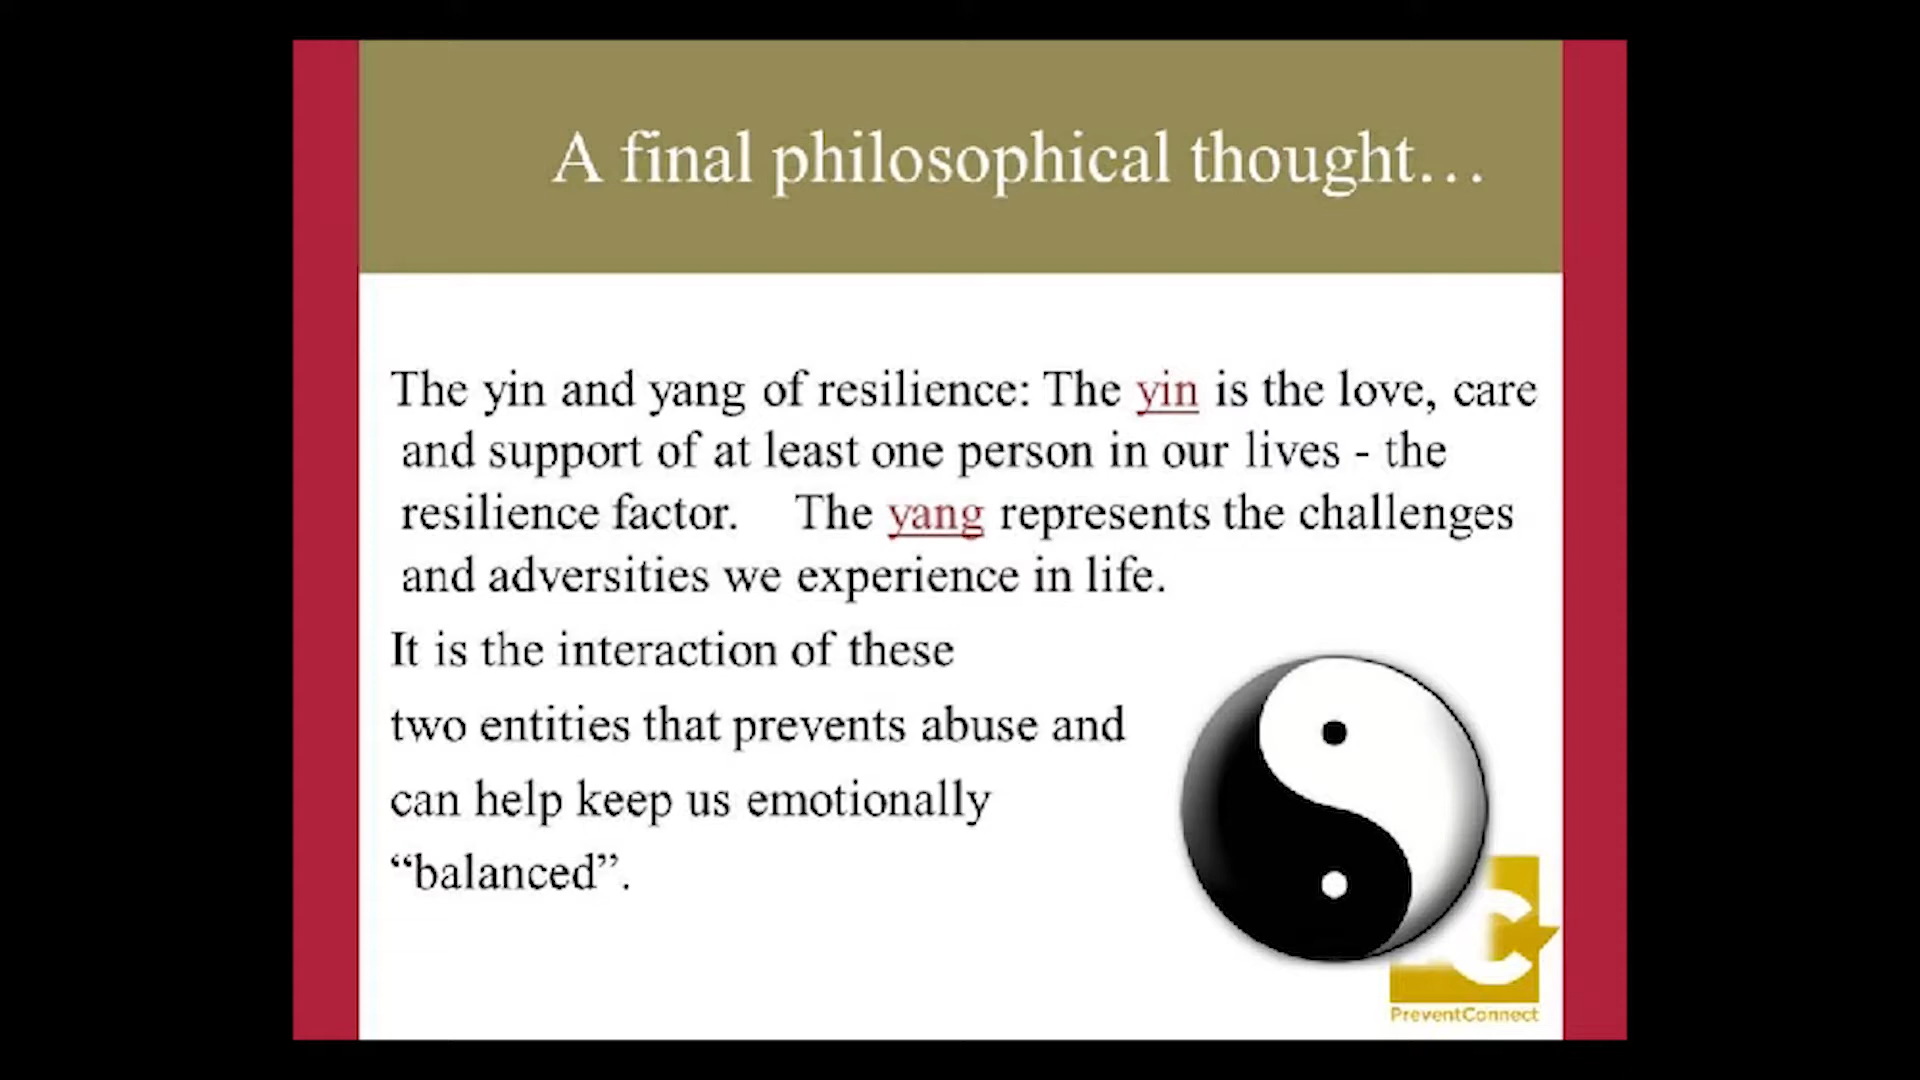 A final philosophical thought…
The yin and yang of resilience: The yin is the love, care
and support of at least one person in our lives - the
resilience factor. The yang represents the challenges
and adversities we experience in life.
It is the interaction of these
two entities that prevents abuse and
can help keep us emotionally
“balanced”.
C
PreventConnect